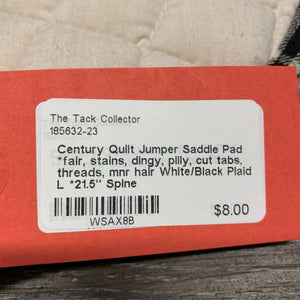 The Tack Collector
185632-23
Century Quilt Jumper Saddle Pad
*fair, stains, dingy, pilly, cut tabs,
threads, mnr hair White/Black Plaid
L *21.5" Spine
WSAX8B
$8.00